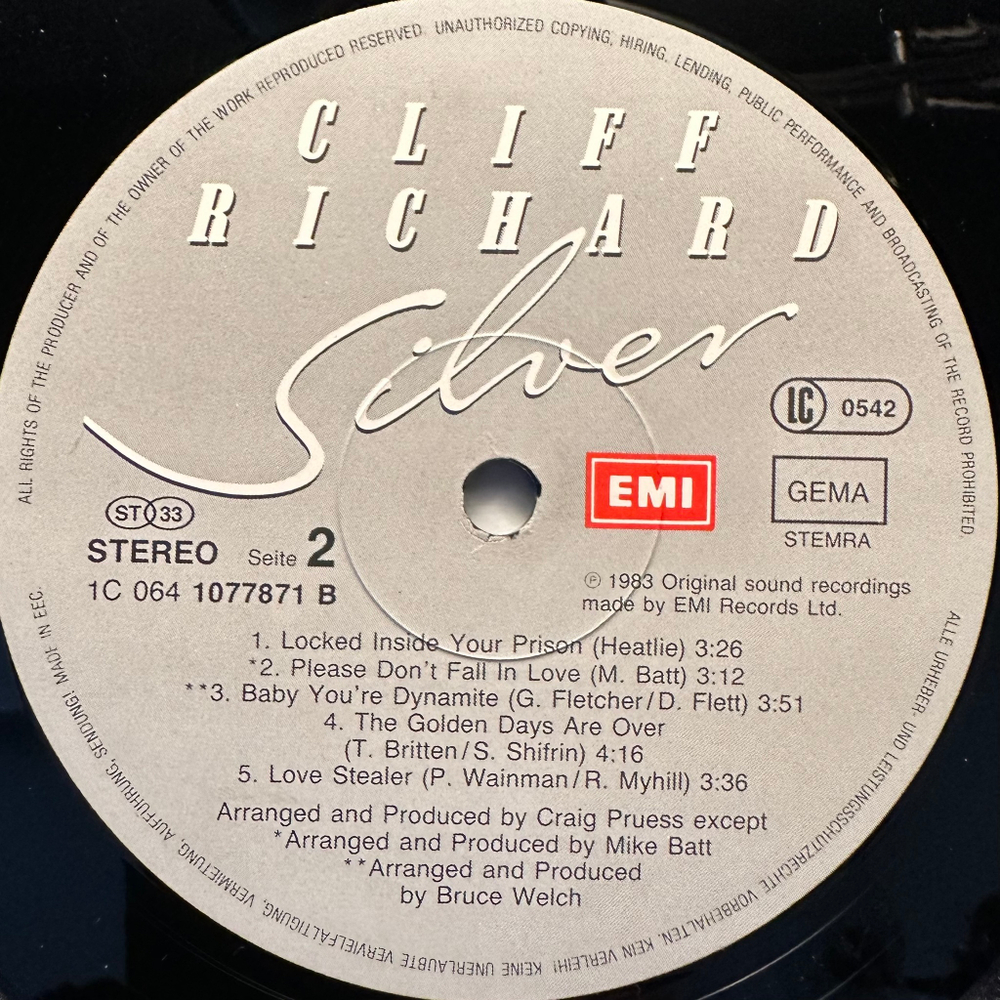 ALL RIGHTS OF THE PRODUCER AND OF THE OWNER OF THE WORK REPRODUCED RESERVED. UNAUTHORIZED COPYING, HIRING, LENDING, PUBLIC PERFORMANCE AND BROADCASTING OF THE RECORD PROHIBITED.
CLIFF
RICHARD
Silver
LC 0542
EMI
GEMA
STEMRA
ST 33
STEREO Seite 2
1C 064 1077871 B
℗ 1983 Original sound recordings
made by EMI Records Ltd.
1. Locked Inside Your Prison (Heatlie) 3:26
*2. Please Don't Fall In Love (M. Batt) 3:12
**3. Baby You're Dynamite (G. Fletcher/D. Flett) 3:51
4. The Golden Days Are Over
(T. Britten/S. Shifrin) 4:16
5. Love Stealer (P. Wainman/R. Myhill) 3:36
Arranged and Produced by Craig Pruess except
*Arranged and Produced by Mike Batt
**Arranged and Produced
by Bruce Welch
ALLE URHEBER- UND LEISTUNGSSCHUTZRECHTE VORBEHALTEN. KEIN VERLEIH! KEINE UNERLAUBTE VERVIELFÄLTIGUNG, VERMIETUNG, AUFFÜHRUNG, SENDUNG! MADE IN EEC.